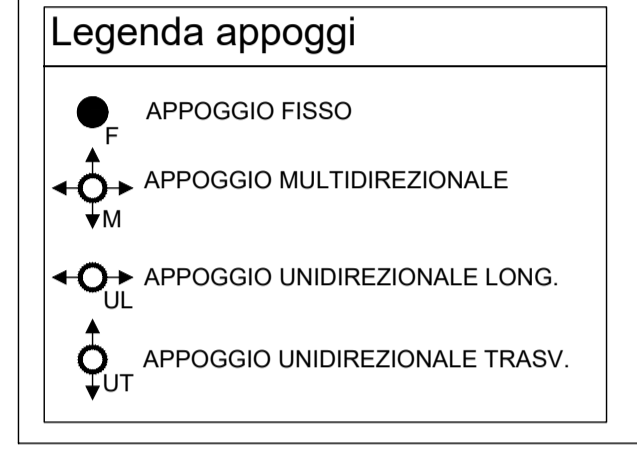 Legenda appoggi
APPOGGIO FISSO
F
APPOGGIO MULTIDIREZIONALE
M
APPOGGIO UNIDIREZIONALE LONG.
UL
APPOGGIO UNIDIREZIONALE TRASV.
UT